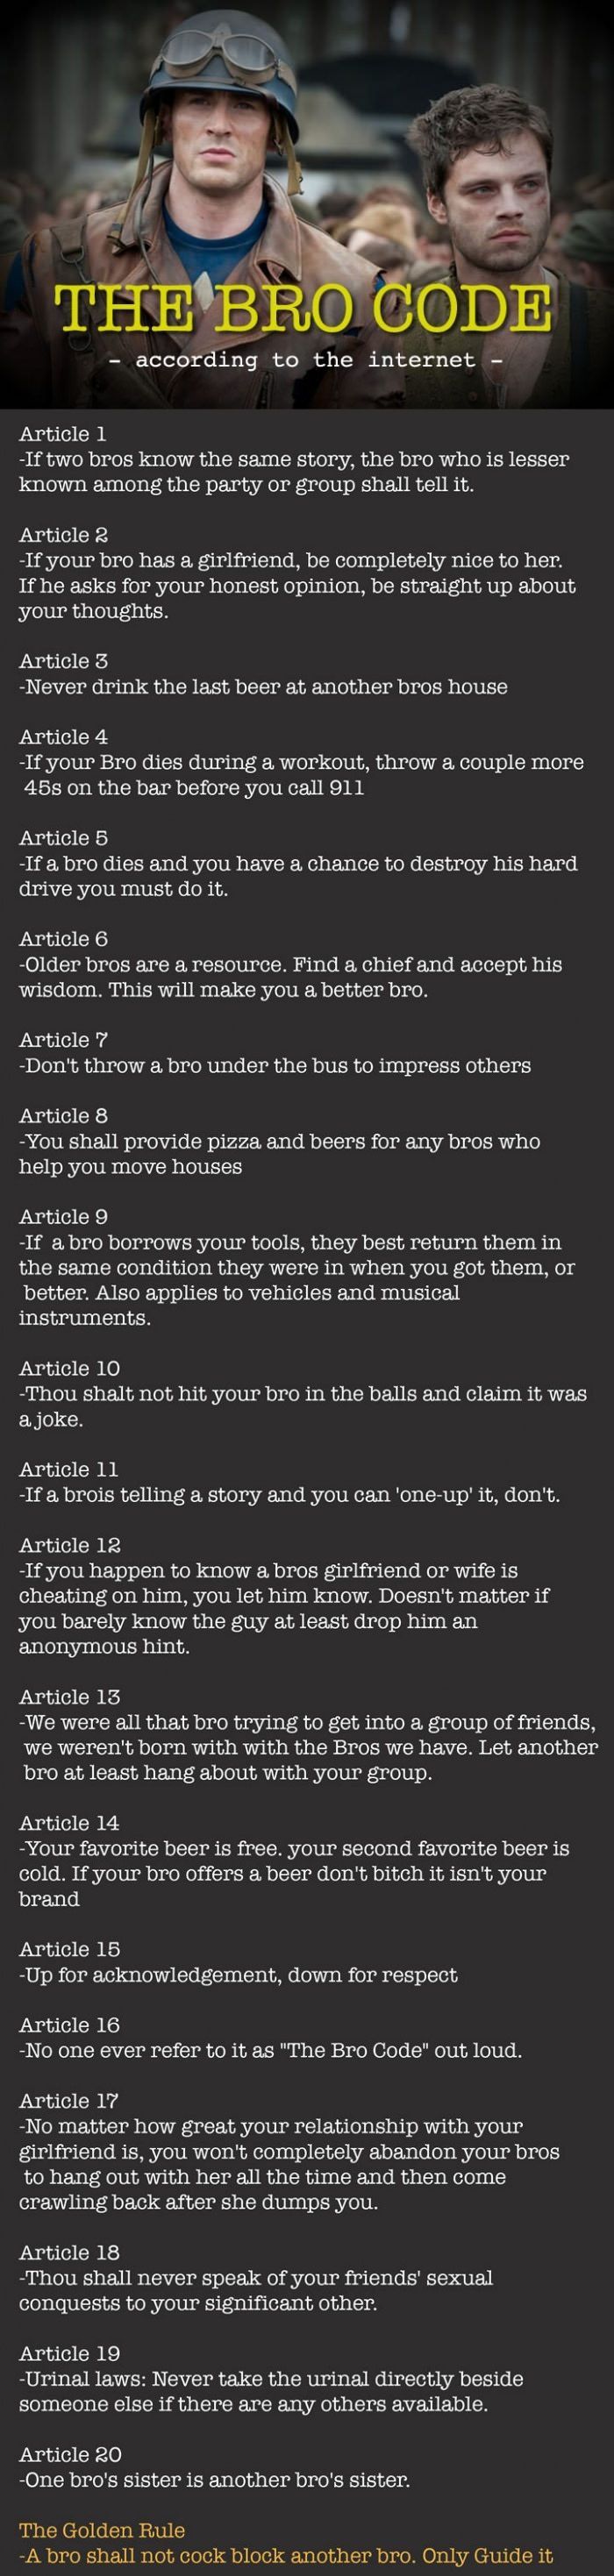 THE BRO CODE
- according to the internet -
Article 1
-If two bros know the same story, the bro who is lesser
known among the party or group shall tell it.
Article 2
-If your bro has a girlfriend, be completely nice to her.
If he asks for your honest opinion, be straight up about
your thoughts.
Article 3
-Never drink the last beer at another bros house
Article 4
-If your Bro dies during a workout, throw a couple more
45s on the bar before you call 911
Article 5
-If a bro dies and you have a chance to destroy his hard
drive you must do it.
Article 6
-Older bros are a resource. Find a chief and accept his
wisdom. This will make you a better bro.
Article 7
-Don't throw a bro under the bus to impress others
Article 8
-You shall provide pizza and beers for any bros who
help you move houses
Article 9
-If a bro borrows your tools, they best return them in
the same condition they were in when you got them, or
better. Also applies to vehicles and musical
instruments.
Article 10
-Thou shalt not hit your bro in the balls and claim it was
a joke.
Article 11
-If a brois telling a story and you can 'one-up' it, don't.
Article 12
-If you happen to know a bros girlfriend or wife is
cheating on him, you let him know. Doesn't matter if
you barely know the guy at least drop him an
anonymous hint.
Article 13
-We were all that bro trying to get into a group of friends,
we weren't born with with the Bros we have. Let another
bro at least hang about with your group.
Article 14
-Your favorite beer is free. your second favorite beer is
cold. If your bro offers a beer don't bitch it isn't your
brand
Article 15
-Up for acknowledgement, down for respect
Article 16
-No one ever refer to it as "The Bro Code" out loud.
Article 17
-No matter how great your relationship with your
girlfriend is, you won't completely abandon your bros
to hang out with her all the time and then come
crawling back after she dumps you.
Article 18
-Thou shall never speak of your friends' sexual
conquests to your significant other.
Article 19
-Urinal laws: Never take the urinal directly beside
someone else if there are any others available.
Article 20
-One bro's sister is another bro's sister.
The Golden Rule
-A bro shall not cock block another bro. Only Guide it